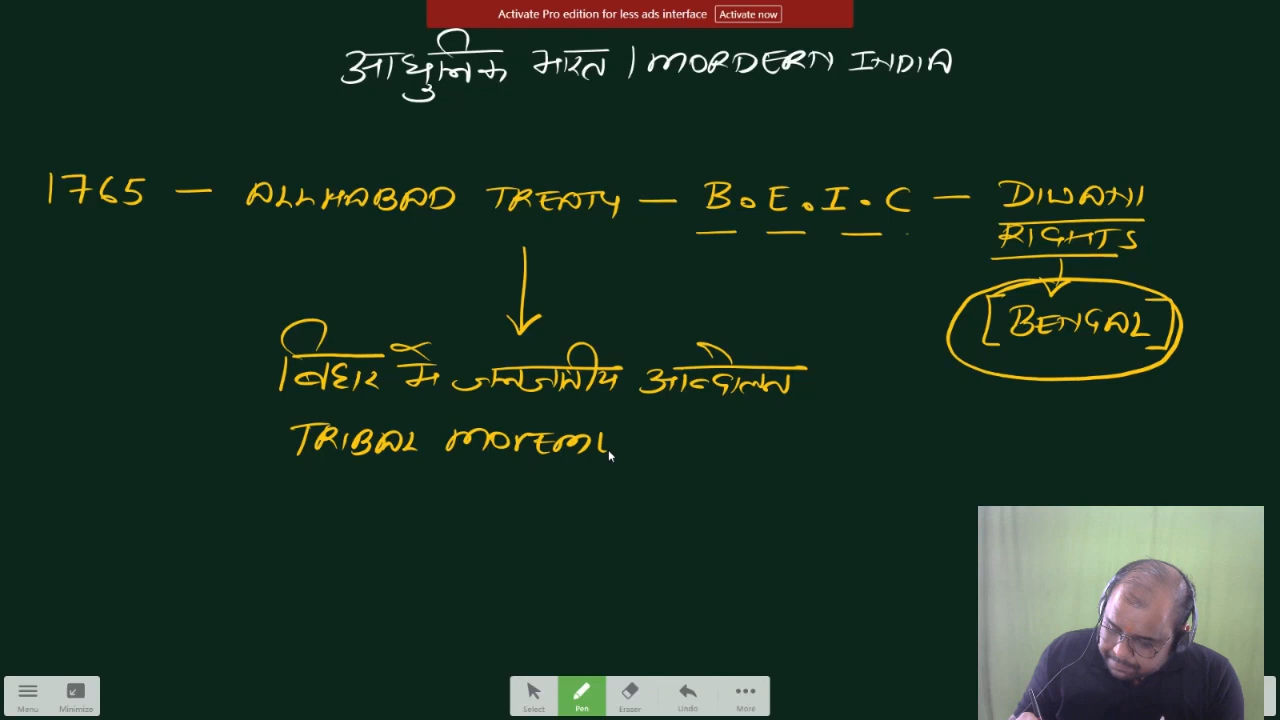 Activate Pro edition for less ads interface Activate now
आधुनिक भारत / MORDERN INDIA
1765 - ALLHABAD TREATY - B.E.I.C - DIWANI RIGHTS
[BENGAL]
बिहार में जनजातीय आन्दोलन
TRIBAL MOVEM
Menu Minimize Select Pen Eraser Undo More